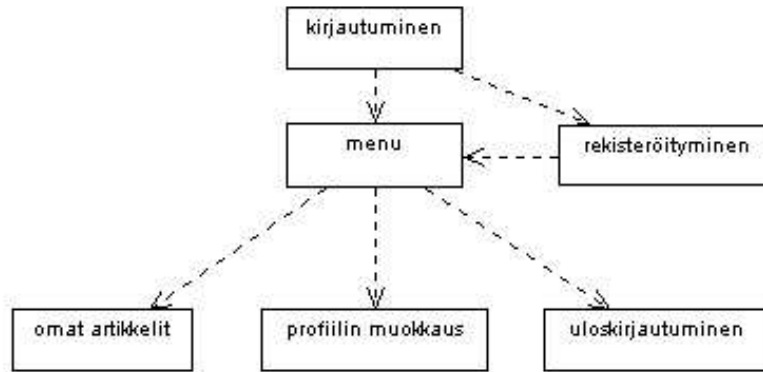 kirjautuminen
menu
rekisteröityminen
omat artikkelit
profiilin muokkaus
uloskirjautuminen